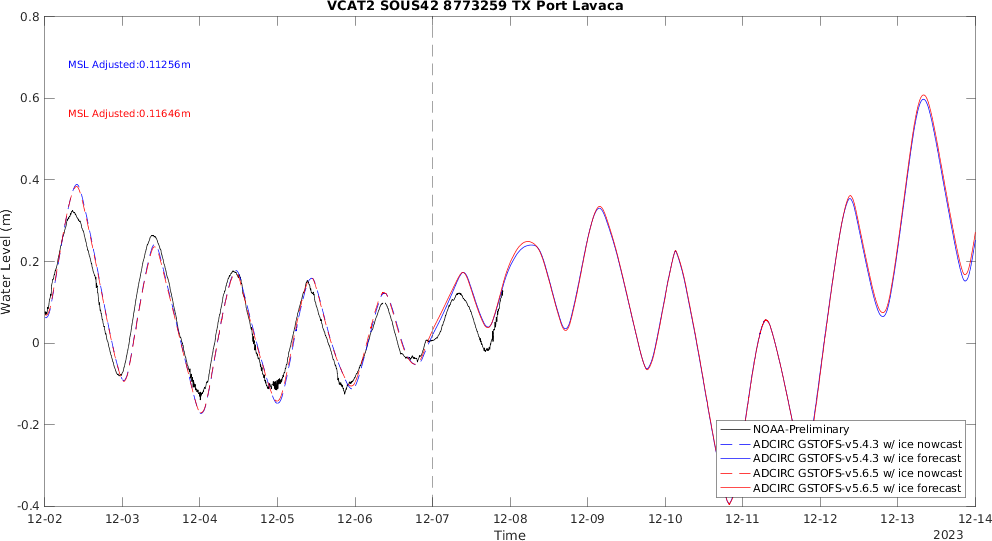 VCAT2 SOUS42 8773259 TX Port Lavaca
MSL Adjusted:0.11256m
MSL Adjusted:0.11646m
Water Level (m)
0.8
0.6
0.4
0.2
0
-0.2
-0.4
NOAA-Preliminary
ADCIRC GSTOFS-v5.4.3 w/ ice nowcast
ADCIRC GSTOFS-v5.4.3 w/ ice forecast
ADCIRC GSTOFS-v5.6.5 w/ ice nowcast
ADCIRC GSTOFS-v5.6.5 w/ ice forecast
12-02 12-03 12-04 12-05 12-06 12-07 12-08 12-09 12-10 12-11 12-12 12-13 12-14
Time
2023